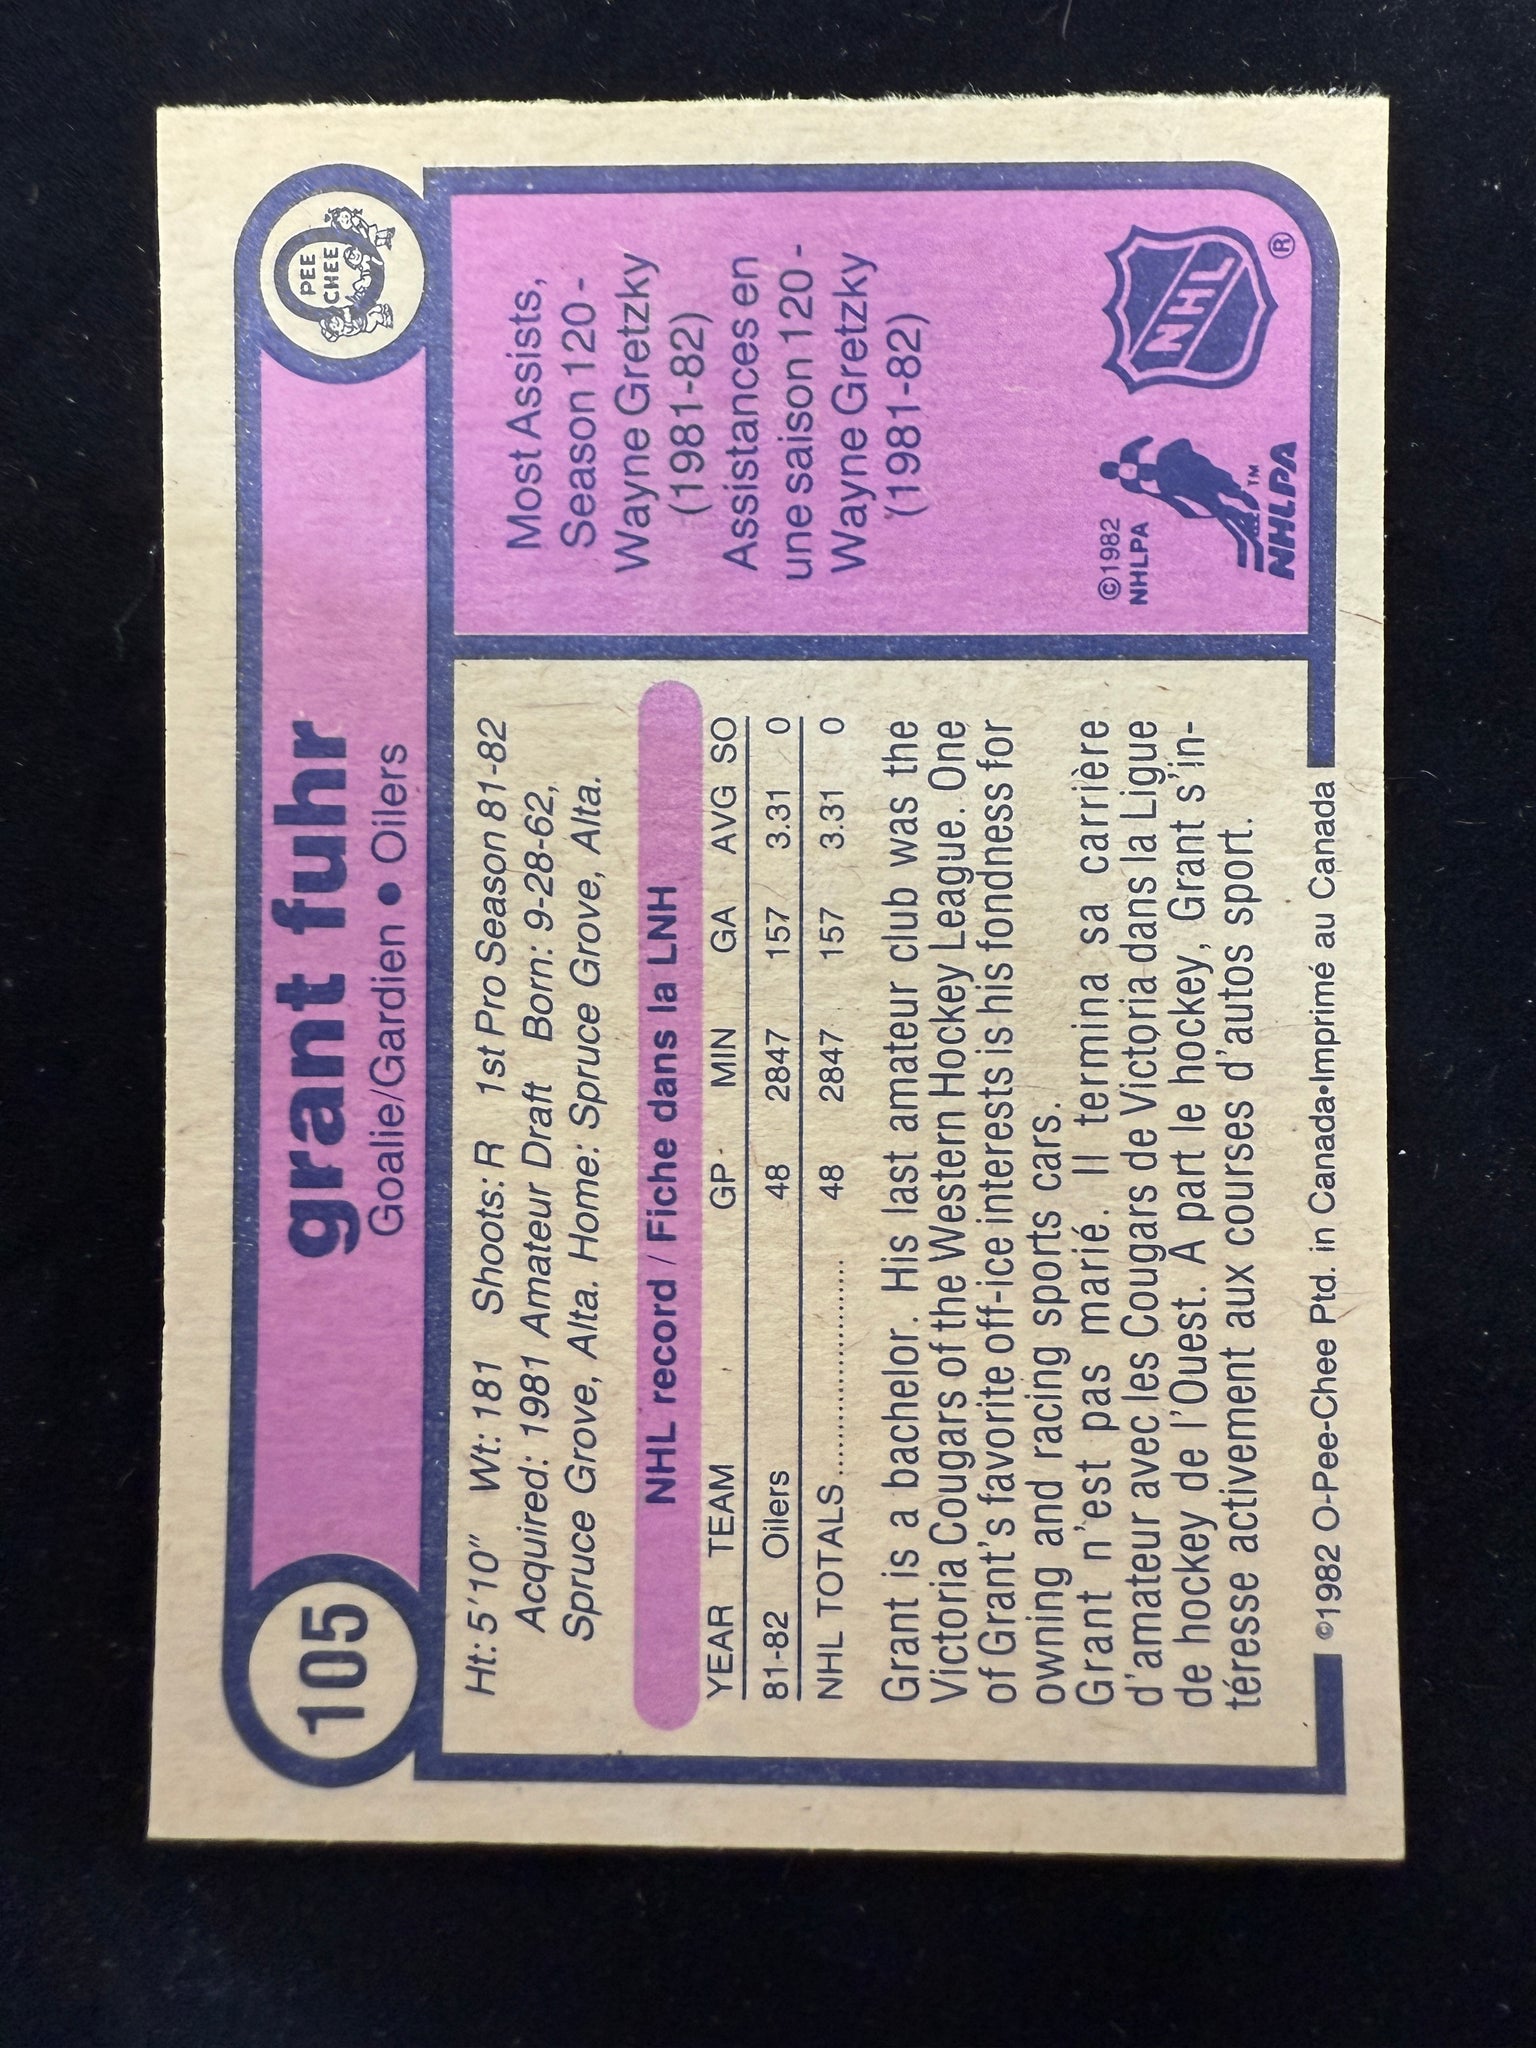 105
grant fuhr
Goalie/Gardien • Oilers
O
PEE
CHEE
Ht: 5'10" Wt: 181 Shoots: R 1st Pro Season 81-82
Acquired: 1981 Amateur Draft Born: 9-28-62,
Spruce Grove, Alta. Home: Spruce Grove, Alta.
NHL record / Fiche dans la LNH
YEAR TEAM GP MIN GA AVG SO
81-82 Oilers 48 2847 157 3.31 0
NHL TOTALS.................... 48 2847 157 3.31 0
Grant is a bachelor. His last amateur club was the
Victoria Cougars of the Western Hockey League. One
of Grant's favorite off-ice interests is his fondness for
owning and racing sports cars.
Grant n'est pas marié. Il termina sa carrière
d'amateur avec les Cougars de Victoria dans la Ligue
de hockey de l'Ouest. A part le hockey, Grant s'in-
téresse activement aux courses d'autos sport.
©1982 O-Pee-Chee Ptd. in Canada•Imprimé au Canada
Most Assists,
Season 120 -
Wayne Gretzky
(1981-82)
Assistances en
une saison 120 -
Wayne Gretzky
(1981-82)
©1982
NHLPA
NHLPA TM
NHL ®